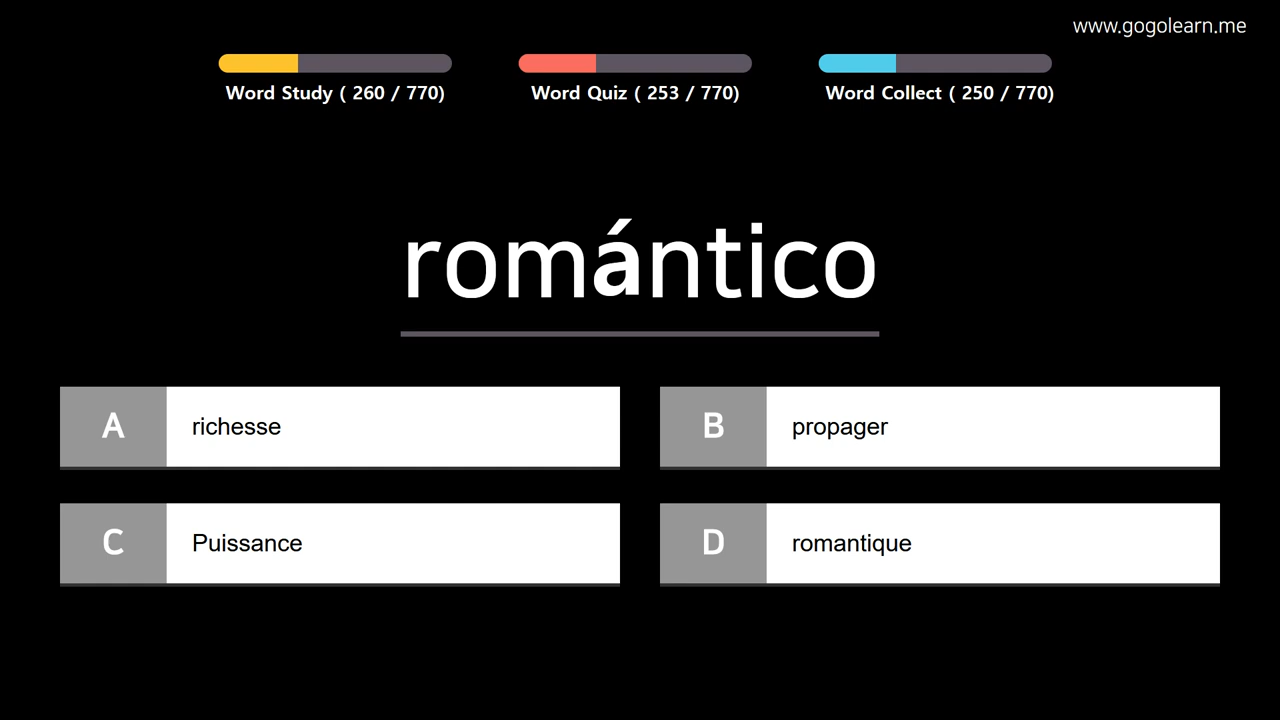 www.gogolearn.me
Word Study ( 260 / 770)
Word Quiz ( 253 / 770)
Word Collect ( 250 / 770)
romántico
A richesse
B propager
C Puissance
D romantique